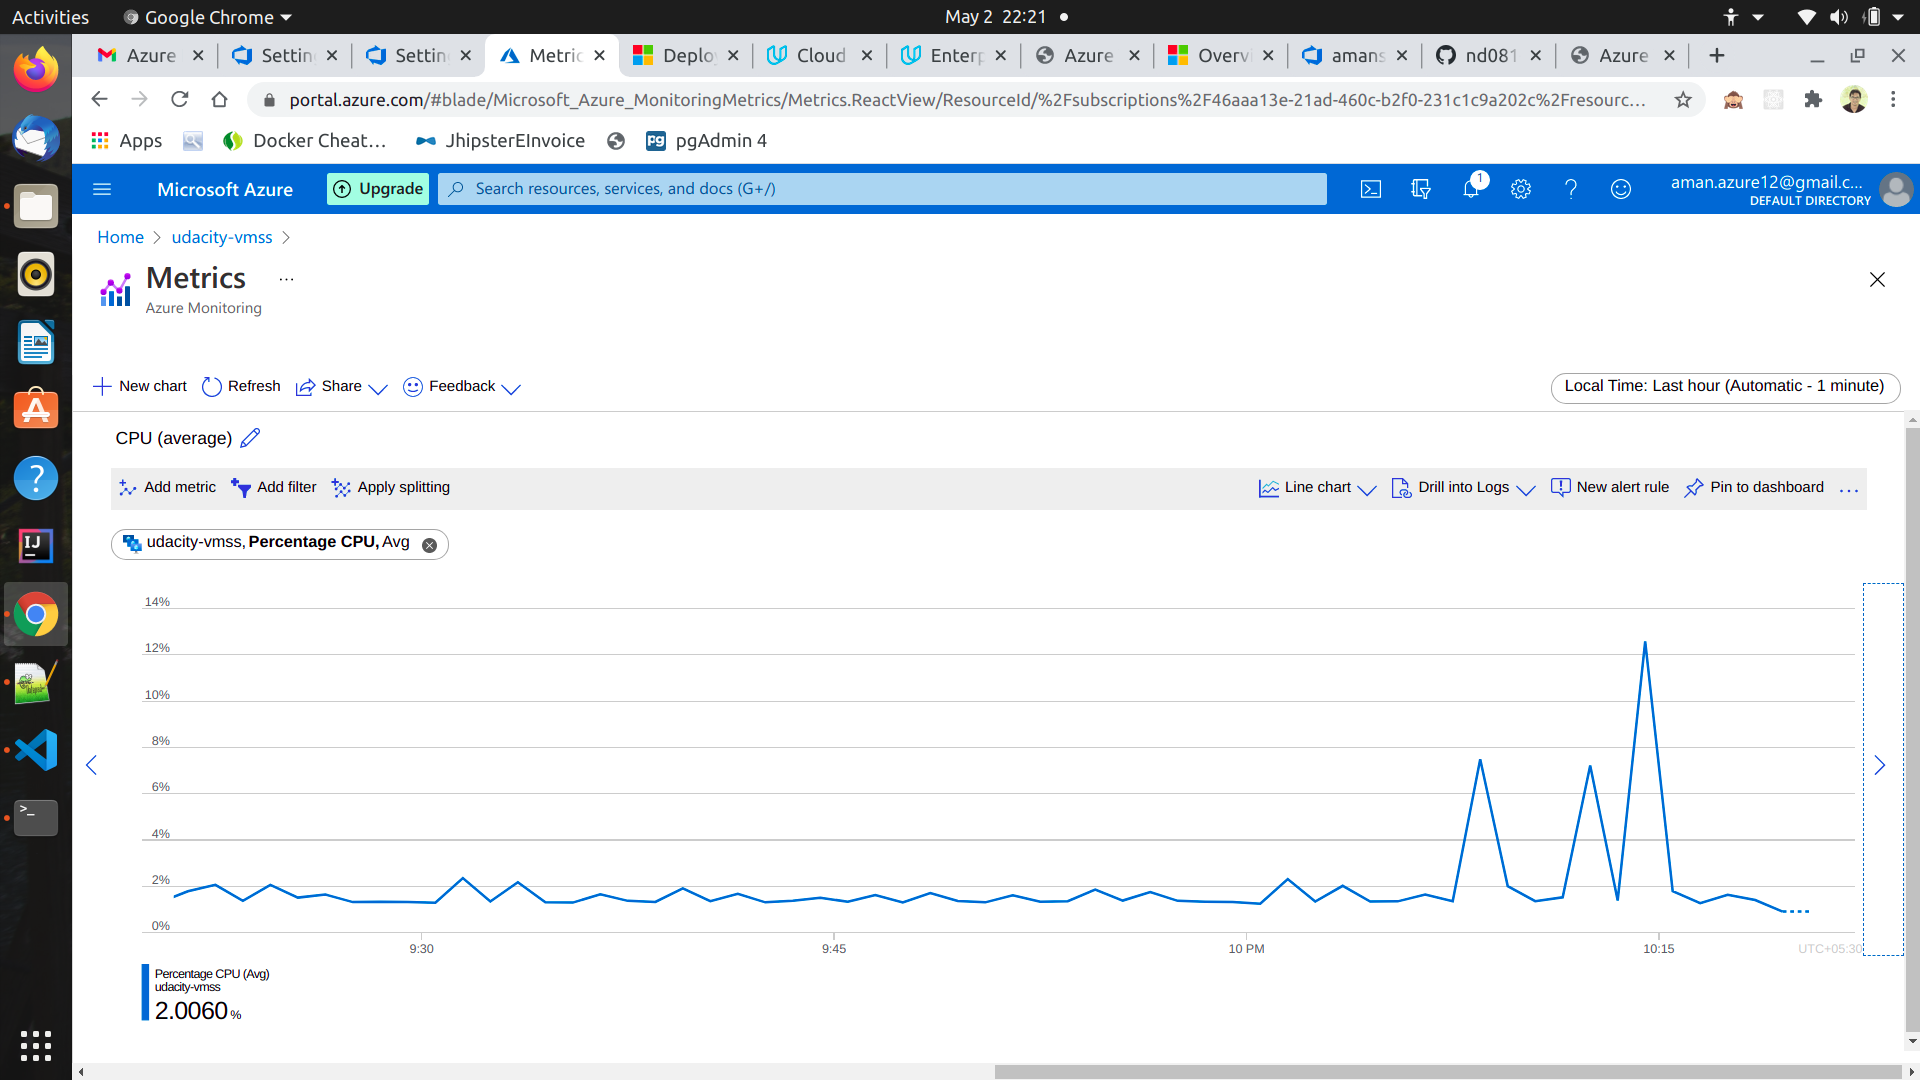 Activities Google Chrome May 2 22:21
Azure Setting Setting Metric Deploy Cloud Enterp Azure Overvi amans nd081 Azure
portal.azure.com/#blade/Microsoft_Azure_MonitoringMetrics/Metrics.ReactView/ResourceId/%2Fsubscriptions%2F46aaa13e-21ad-460c-b2f0-231c1c9a202c%2Fresourc...
Apps Docker Cheat... JhipsterEInvoice pgAdmin 4
Microsoft Azure Upgrade Search resources, services, and docs (G+/) 1 aman.azure12@gmail.c...
DEFAULT DIRECTORY
Home > udacity-vmss >
Metrics ...
Azure Monitoring
New chart Refresh Share Feedback Local Time: Last hour (Automatic - 1 minute)
CPU (average)
Add metric Add filter Apply splitting Line chart Drill into Logs New alert rule Pin to dashboard ...
udacity-vmss, Percentage CPU, Avg
14%
12%
10%
8%
6%
4%
2%
0%
9:30 9:45 10 PM 10:15 UTC+05:30
Percentage CPU (Avg)
udacity-vmss
2.0060 %